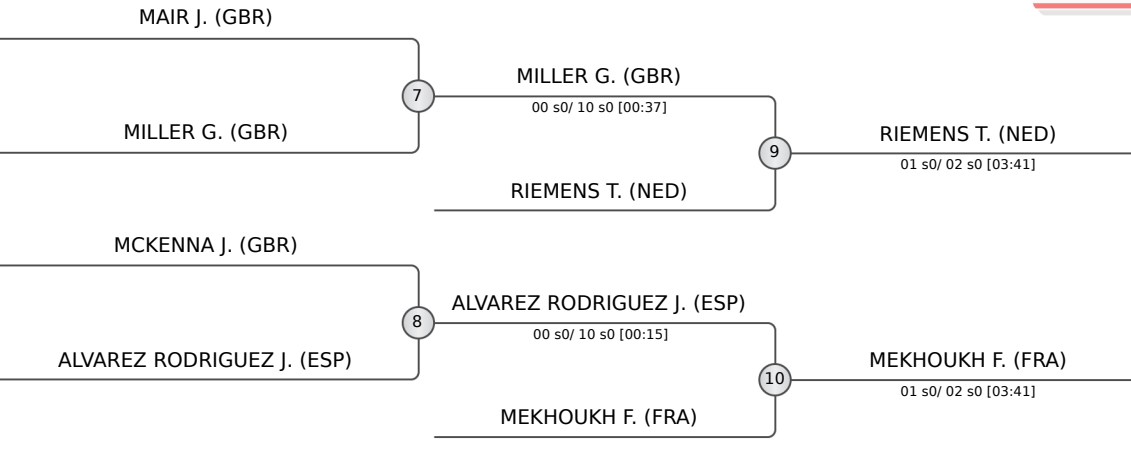 MAIR J. (GBR)
7
MILLER G. (GBR)
00 s0/ 10 s0 [00:37]
MILLER G. (GBR)
9
RIEMENS T. (NED)
01 s0/ 02 s0 [03:41]
RIEMENS T. (NED)
MCKENNA J. (GBR)
8
ALVAREZ RODRIGUEZ J. (ESP)
00 s0/ 10 s0 [00:15]
ALVAREZ RODRIGUEZ J. (ESP)
10
MEKHOUKH F. (FRA)
01 s0/ 02 s0 [03:41]
MEKHOUKH F. (FRA)